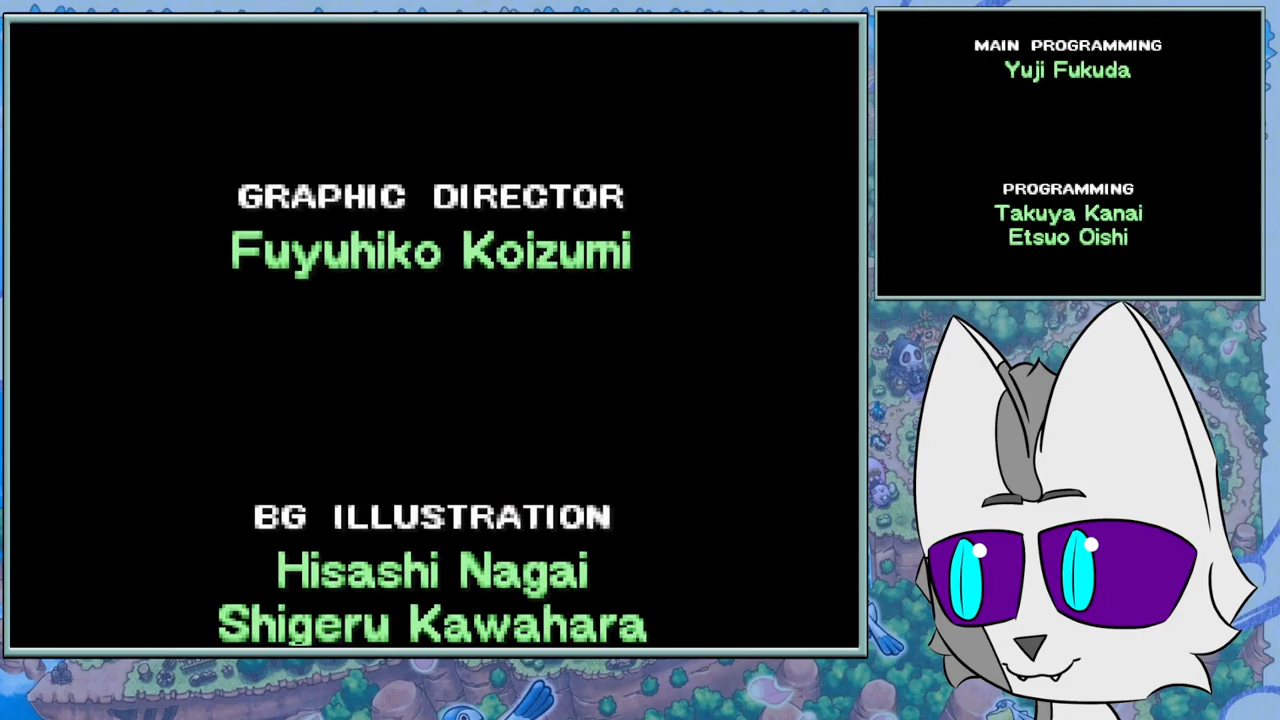 GRAPHIC DIRECTOR
Fuyuhiko Koizumi
BG ILLUSTRATION
Hisashi Nagai
Shigeru Kawahara
MAIN PROGRAMMING
Yuji Fukuda
PROGRAMMING
Takuya Kanai
Etsuo Oishi